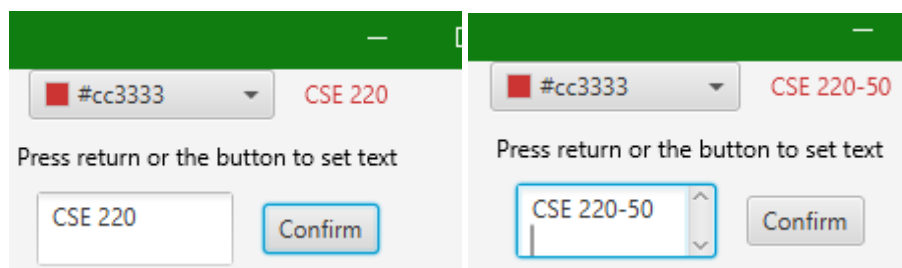 #cc3333 CSE 220
Press return or the button to set text
CSE 220 Confirm
#cc3333 CSE 220-50
Press return or the button to set text
CSE 220-50 Confirm